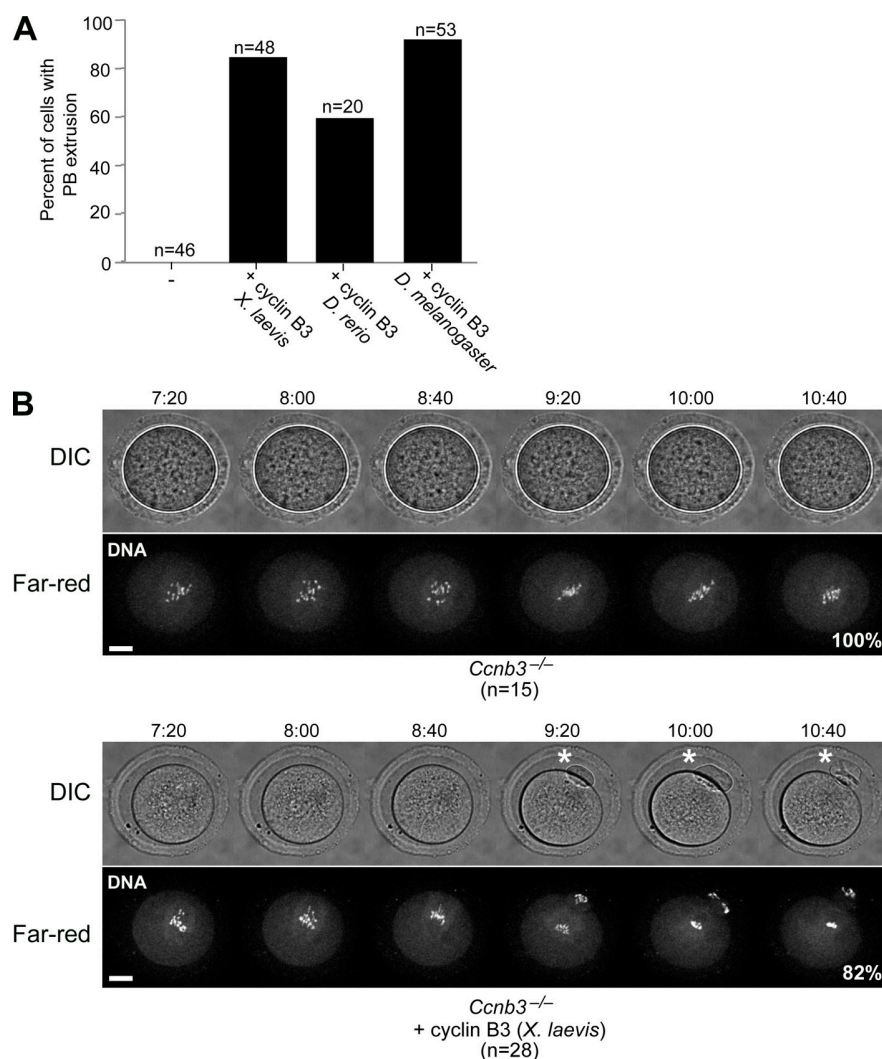 A
Percent of cells with
PB extrusion
100
80
60
40
20
0
n=46
n=48
n=20
n=53
-
+ cyclin B3
X. laevis
+ cyclin B3
D. rerio
+ cyclin B3
D. melanogaster
B
7:20 8:00 8:40 9:20 10:00 10:40
DIC
DNA
Far-red
100%
Ccnb3–/–
(n=15)
7:20 8:00 8:40 9:20 10:00 10:40
* * *
DIC
DNA
Far-red
82%
Ccnb3–/–
+ cyclin B3 (X. laevis)
(n=28)